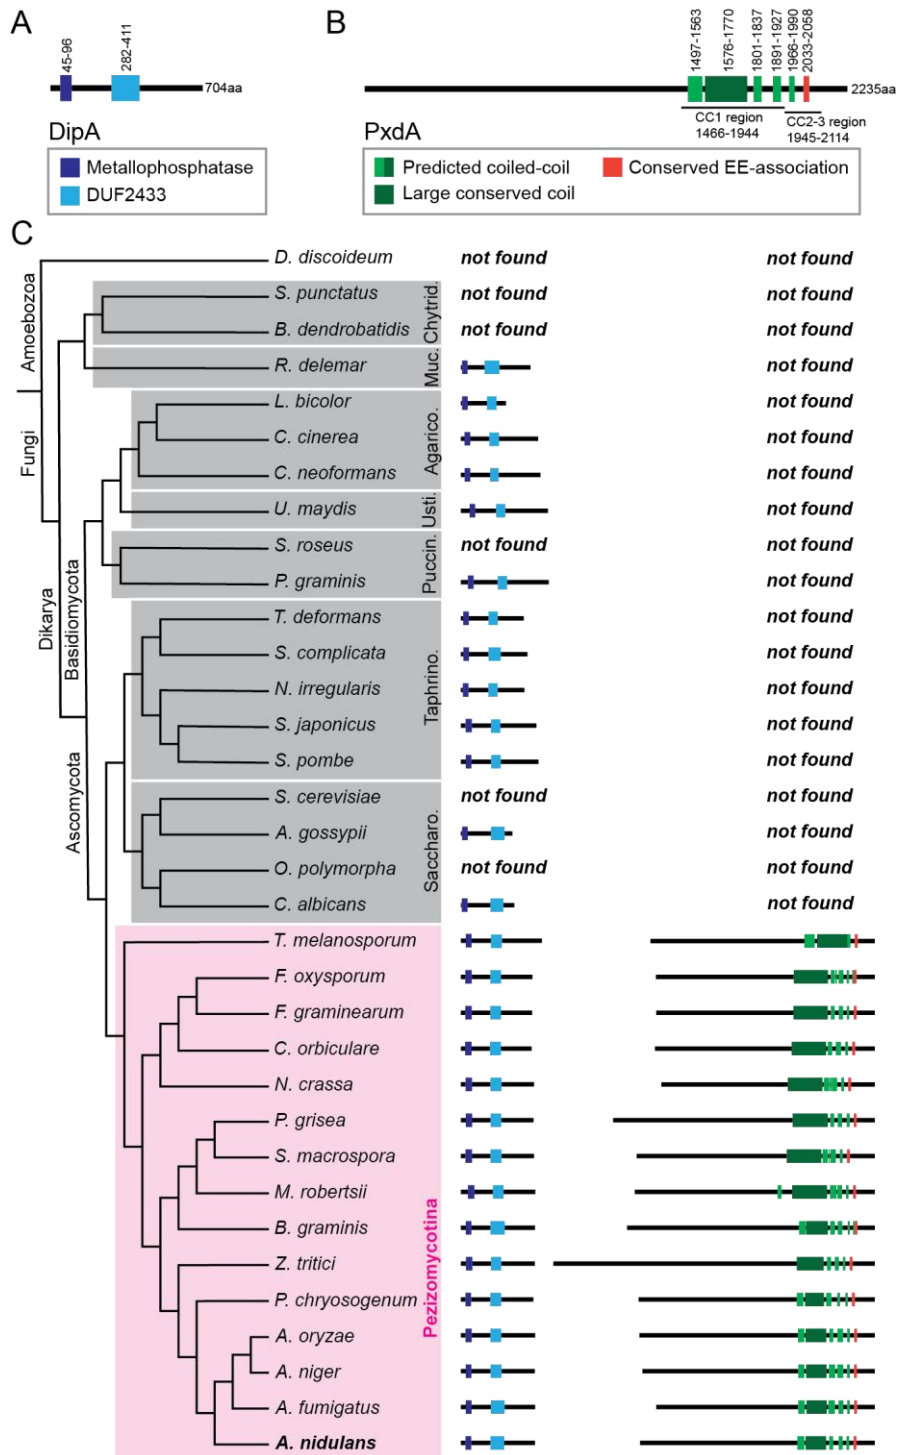 A
45-96
282-411
704aa
DipA
Metallophosphatase
DUF2433
B
1497-1563
1576-1770
1801-1837
1891-1927
1966-1990
2033-2058
2235aa
CC1 region
1466-1944
CC2-3 region
1945-2114
PxdA
Predicted coiled-coil
Large conserved coil
Conserved EE-association
C
Amoebozoa
Fungi
Dikarya
Basidiomycota
Ascomycota
D. discoideum not found not found
Chytrid.
S. punctatus not found not found
B. dendrobatidis not found not found
Muc.
R. delemar not found
Agarico.
L. bicolor not found
C. cinerea not found
C. neoformans not found
Usti.
U. maydis not found
Puccin.
S. roseus not found not found
P. graminis not found
Taphrino.
T. deformans not found
S. complicata not found
N. irregularis not found
S. japonicus not found
S. pombe not found
Saccharo.
S. cerevisiae not found not found
A. gossypii not found
O. polymorpha not found not found
C. albicans not found
Pezizomycotina
T. melanosporum
F. oxysporum
F. graminearum
C. orbiculare
N. crassa
P. grisea
S. macrospora
M. robertsii
B. graminis
Z. tritici
P. chryosogenum
A. oryzae
A. niger
A. fumigatus
A. nidulans